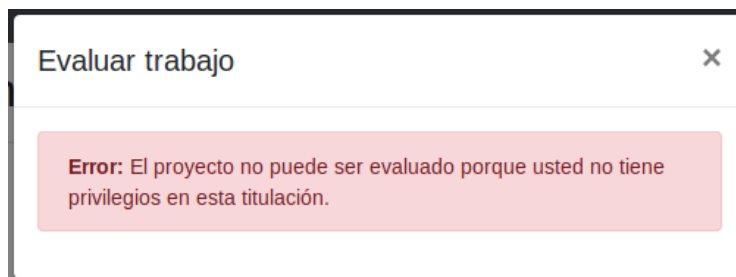 Evaluar trabajo ×
Error: El proyecto no puede ser evaluado porque usted no tiene
privilegios en esta titulación.